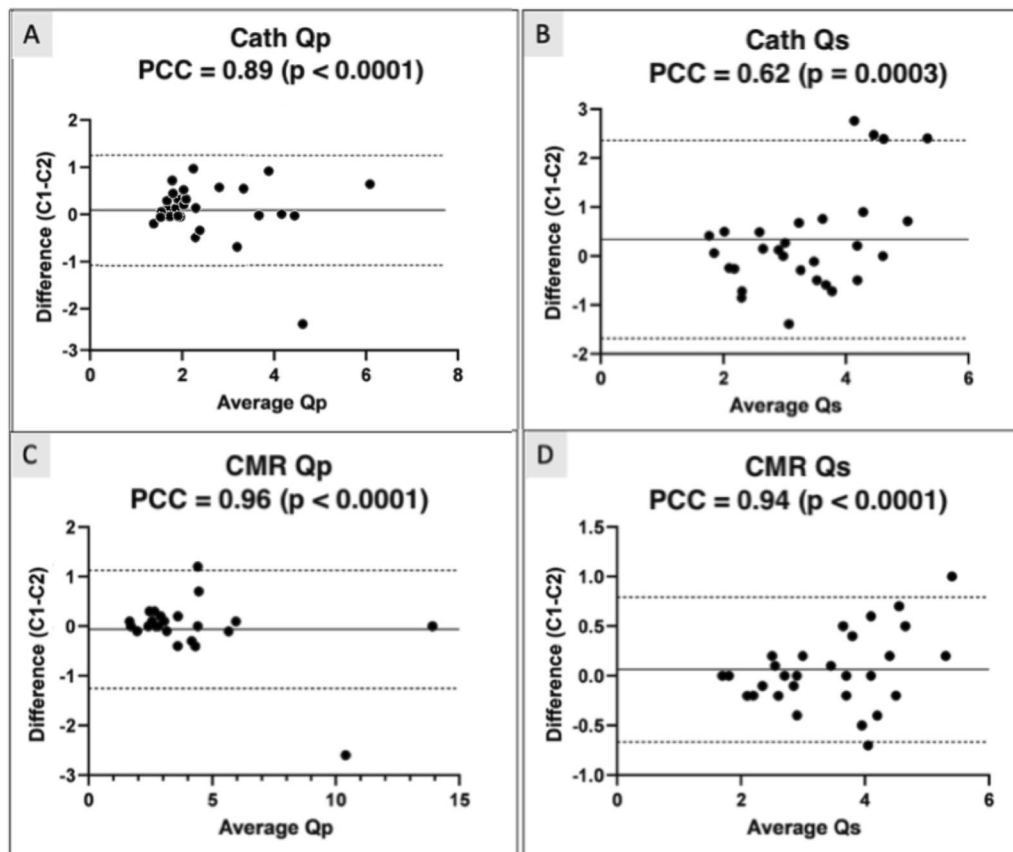 A
Cath Qp
PCC = 0.89 (p < 0.0001)
Difference (C1-C2)
2
1
0
-1
-2
-3
0
2
4
6
8
Average Qp
B
Cath Qs
PCC = 0.62 (p = 0.0003)
Difference (C1-C2)
3
2
1
0
-1
-2
0
2
4
6
Average Qs
C
CMR Qp
PCC = 0.96 (p < 0.0001)
Difference (C1-C2)
2
1
0
-1
-2
-3
0
5
10
15
Average Qp
D
CMR Qs
PCC = 0.94 (p < 0.0001)
Difference (C1-C2)
1.5
1.0
0.5
0.0
-0.5
-1.0
0
2
4
6
Average Qs